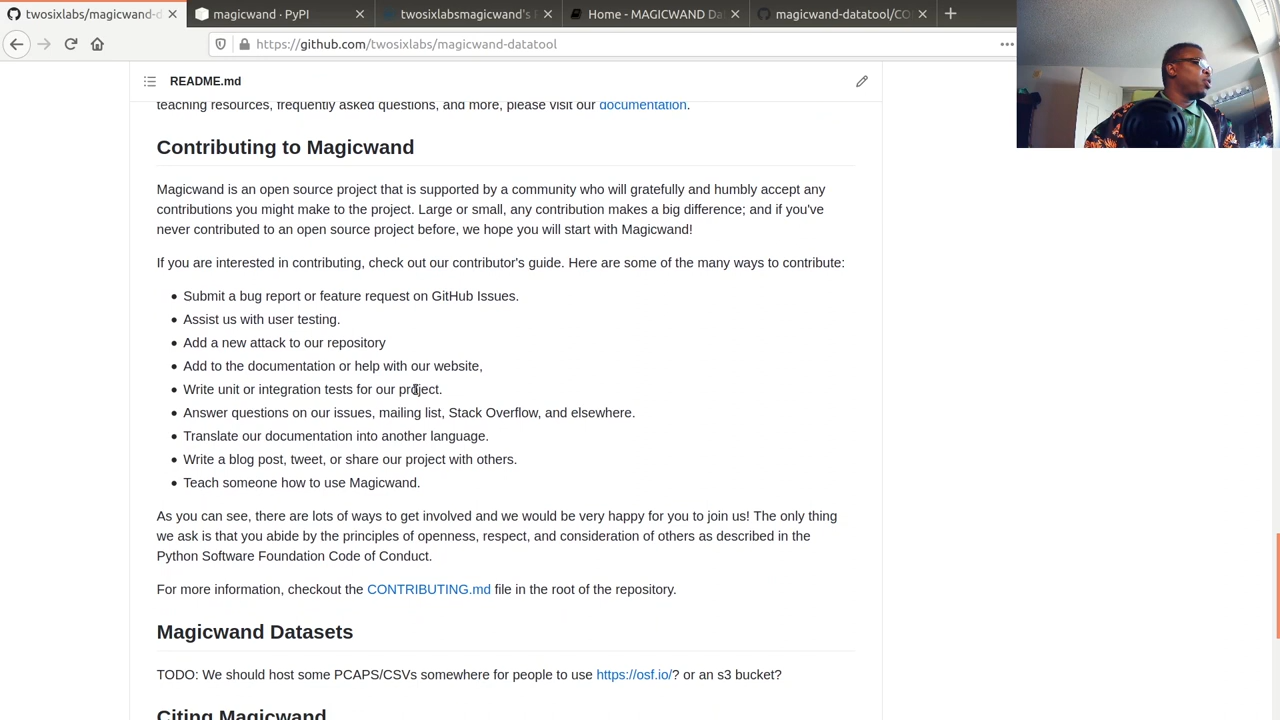 twosixlabs/magicwand-da
magicwand · PyPI
twosixlabsmagicwand's
Home - MAGICWAND Da
magicwand-datatool/CO
https://github.com/twosixlabs/magicwand-datatool
README.md
teaching resources, frequently asked questions, and more, please visit our documentation.
Contributing to Magicwand
Magicwand is an open source project that is supported by a community who will gratefully and humbly accept any
contributions you might make to the project. Large or small, any contribution makes a big difference; and if you've
never contributed to an open source project before, we hope you will start with Magicwand!
If you are interested in contributing, check out our contributor's guide. Here are some of the many ways to contribute:
• Submit a bug report or feature request on GitHub Issues.
• Assist us with user testing.
• Add a new attack to our repository
• Add to the documentation or help with our website,
• Write unit or integration tests for our project.
• Answer questions on our issues, mailing list, Stack Overflow, and elsewhere.
• Translate our documentation into another language.
• Write a blog post, tweet, or share our project with others.
• Teach someone how to use Magicwand.
As you can see, there are lots of ways to get involved and we would be very happy for you to join us! The only thing
we ask is that you abide by the principles of openness, respect, and consideration of others as described in the
Python Software Foundation Code of Conduct.
For more information, checkout the CONTRIBUTING.md file in the root of the repository.
Magicwand Datasets
TODO: We should host some PCAPS/CSVs somewhere for people to use https://osf.io/? or an s3 bucket?
Citing Magicwand